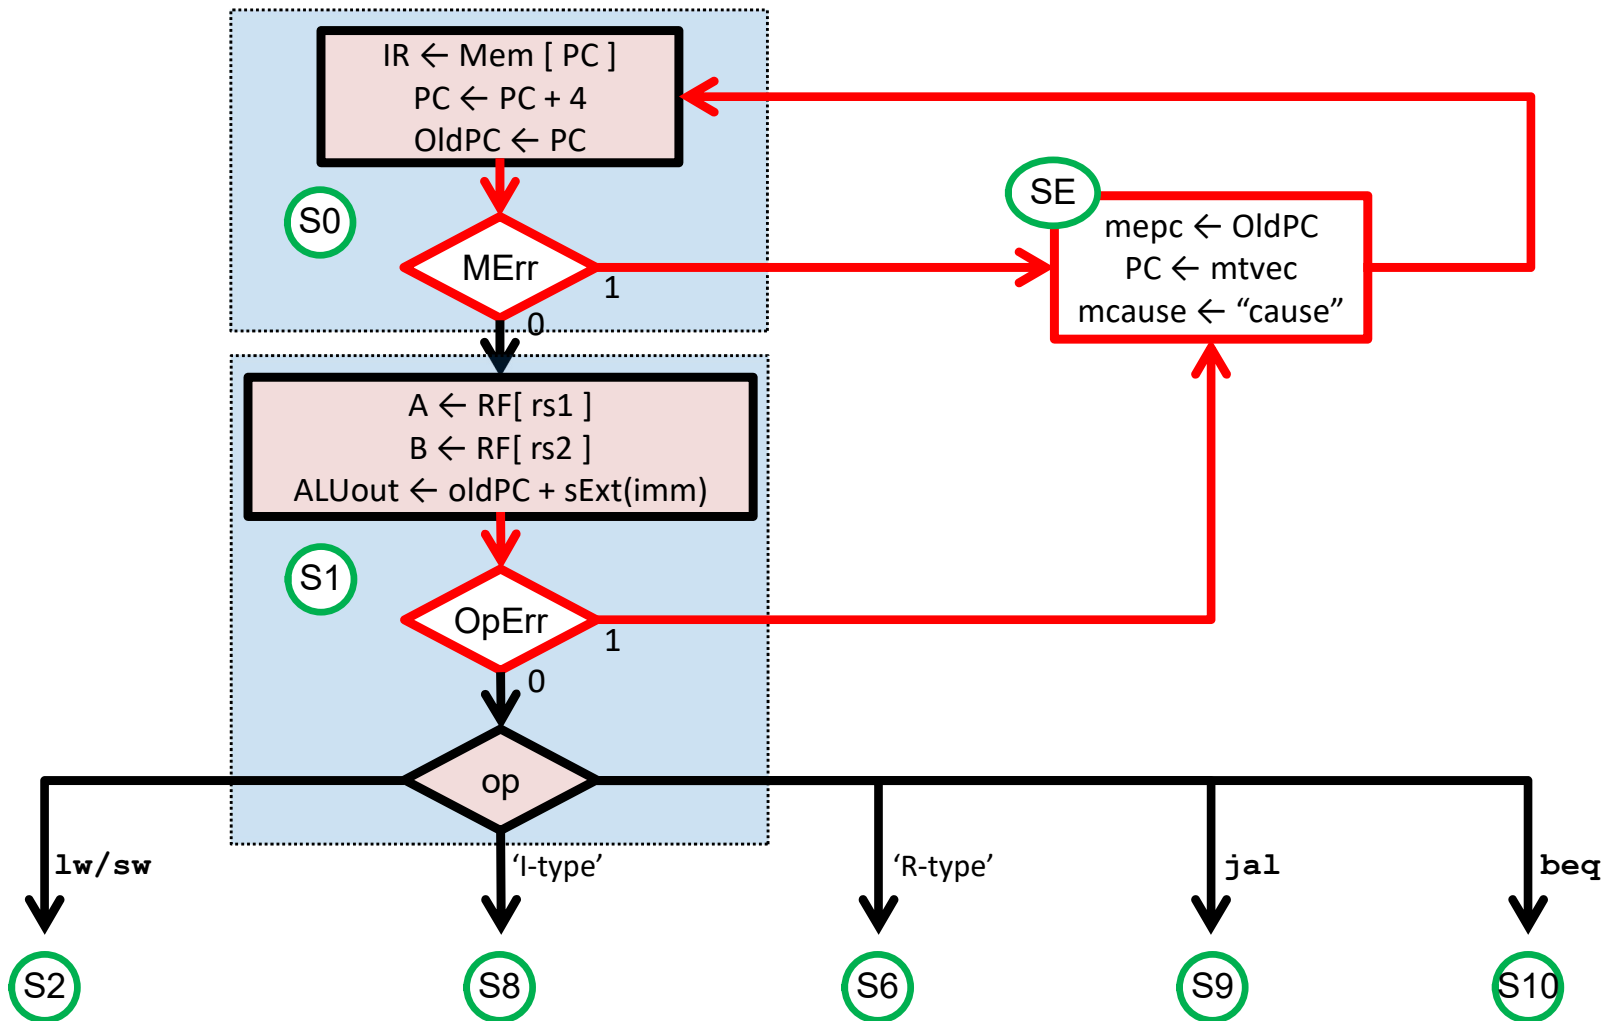 IR ← Mem [ PC ]
PC ← PC + 4
OldPC ← PC
S0
SE
MErr
1
0
mepc ← OldPC
PC ← mtvec
mcause ← “cause”
A ← RF[ rs1 ]
B ← RF[ rs2 ]
ALUout ← oldPC + sExt(imm)
S1
OpErr
1
0
op
lw/sw
‘I-type’
‘R-type’
jal
beq
S2
S8
S6
S9
S10